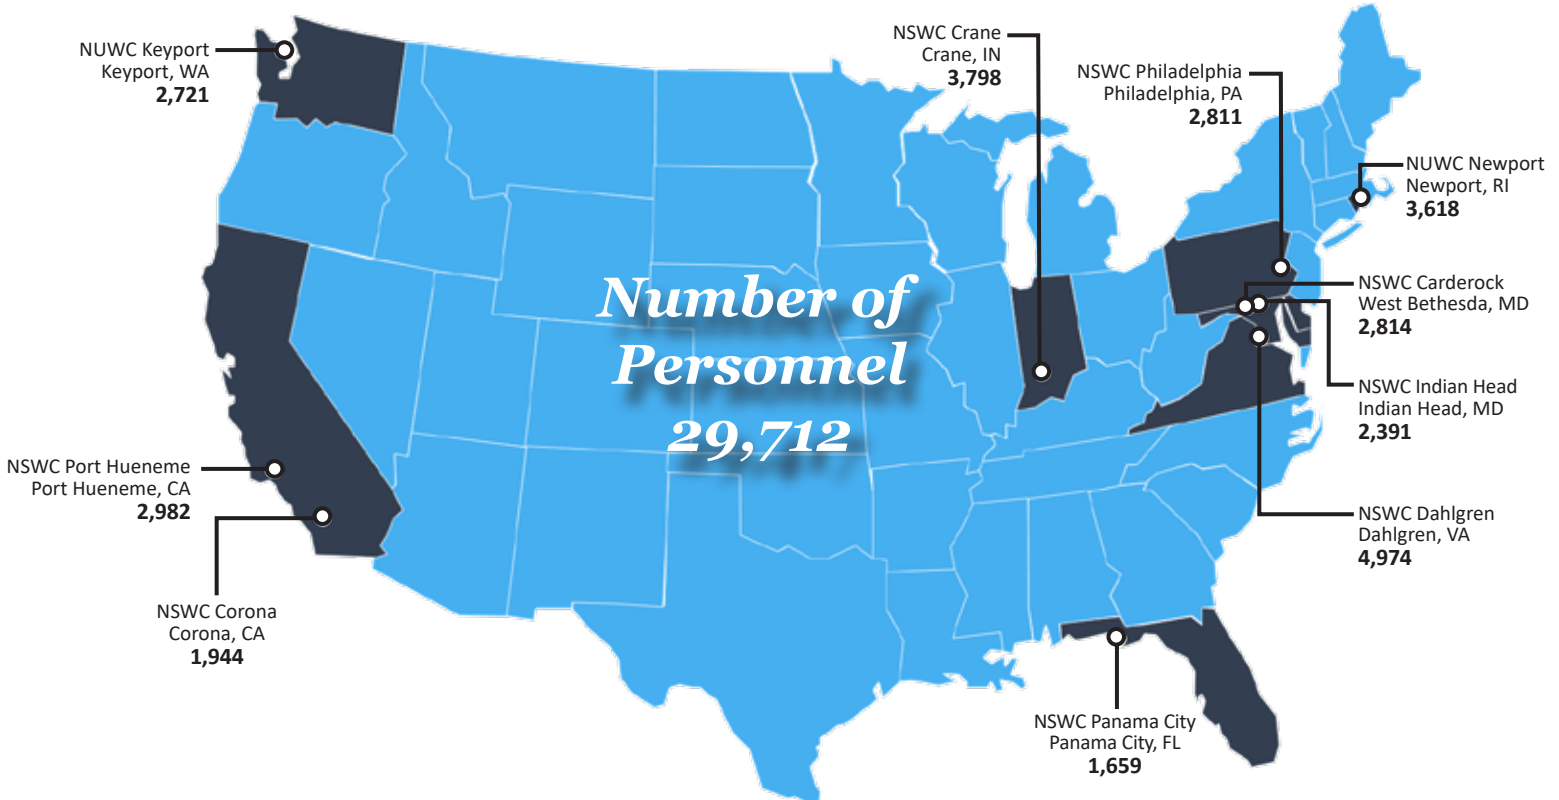 NUWC Keyport
Keyport, WA
2,721
NSWC Crane
Crane, IN
3,798
NSWC Philadelphia
Philadelphia, PA
2,811
NUWC Newport
Newport, RI
3,618
NSWC Carderock
West Bethesda, MD
2,814
NSWC Indian Head
Indian Head, MD
2,391
NSWC Dahlgren
Dahlgren, VA
4,974
Number of
Personnel
29,712
NSWC Port Hueneme
Port Hueneme, CA
2,982
NSWC Corona
Corona, CA
1,944
NSWC Panama City
Panama City, FL
1,659